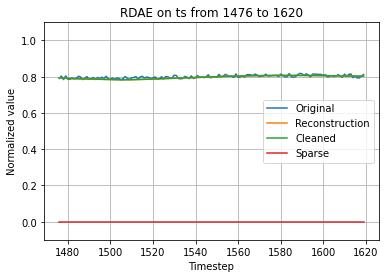 RDAE on ts from 1476 to 1620
Normalized value
1.0
0.8
0.6
0.4
0.2
0.0
Original
Reconstruction
Cleaned
Sparse
1480 1500 1520 1540 1560 1580 1600 1620
Timestep